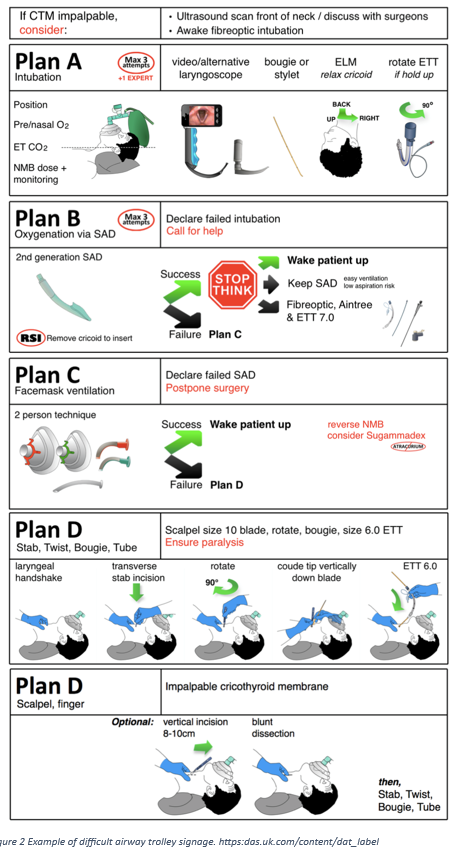 If CTM impalpable,
consider:
• Ultrasound scan front of neck / discuss with surgeons
• Awake fibreoptic intubation
Plan A
Intubation
Max 3
attempts
+1 EXPERT
video/alternative
laryngoscope
bougie or
stylet
ELM
relax cricoid
rotate ETT
if hold up
Position
Pre/nasal O2
ET CO2
NMB dose +
monitoring
BACK
UP
RIGHT
90°
Plan B
Oxygenation via SAD
Max 3
attempts
Declare failed intubation
Call for help
2nd generation SAD
RSI Remove cricoid to insert
Success
Failure Plan C
STOP
THINK
Wake patient up
Keep SAD
easy ventilation
low aspiration risk
Fibreoptic, Aintree
& ETT 7.0
Plan C
Facemask ventilation
Declare failed SAD
Postpone surgery
2 person technique
Success Wake patient up
Failure Plan D
reverse NMB
consider Sugammadex
ATRACURIUM
Plan D
Stab, Twist, Bougie, Tube
Scalpel size 10 blade, rotate, bougie, size 6.0 ETT
Ensure paralysis
laryngeal
handshake
transverse
stab incision
rotate
90°
coude tip vertically
down blade
ETT 6.0
Plan D
Scalpel, finger
Impalpable cricothyroid membrane
Optional:
vertical incision
8-10cm
blunt
dissection
then,
Stab, Twist,
Bougie, Tube
gure 2 Example of difficult airway trolley signage. https:das.uk.com/content/dat_label